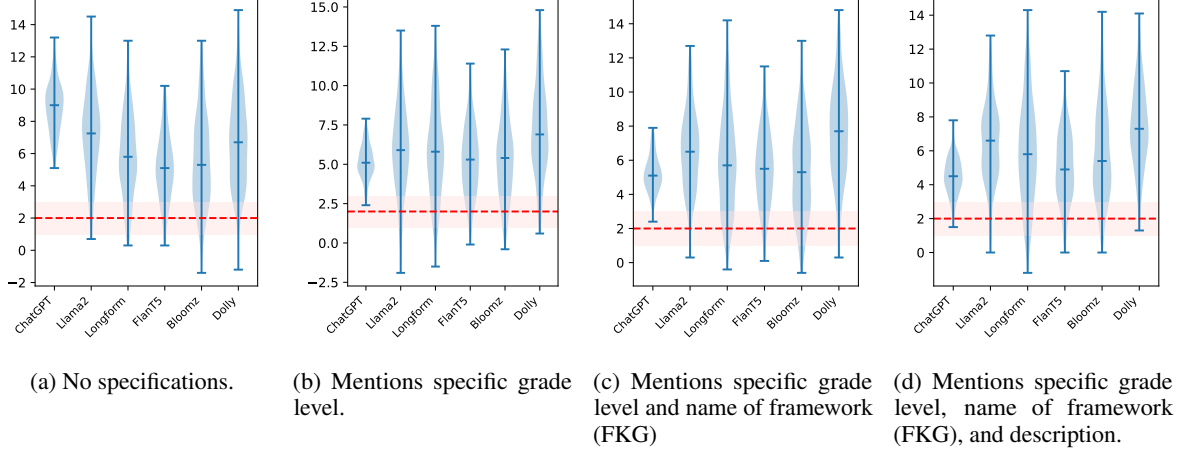 14
12
10
8
6
4
2
0
−2
ChatGPT
Llama2
Longform
FlanT5
Bloomz
Dolly
15.0
12.5
10.0
7.5
5.0
2.5
0.0
−2.5
ChatGPT
Llama2
Longform
FlanT5
Bloomz
Dolly
14
12
10
8
6
4
2
0
ChatGPT
Llama2
Longform
FlanT5
Bloomz
Dolly
14
12
10
8
6
4
2
0
ChatGPT
Llama2
Longform
FlanT5
Bloomz
Dolly
(a) No specifications.
(b) Mentions specific grade
level.
(c) Mentions specific grade
level and name of framework
(FKG)
(d) Mentions specific grade
level, name of framework
(FKG), and description.